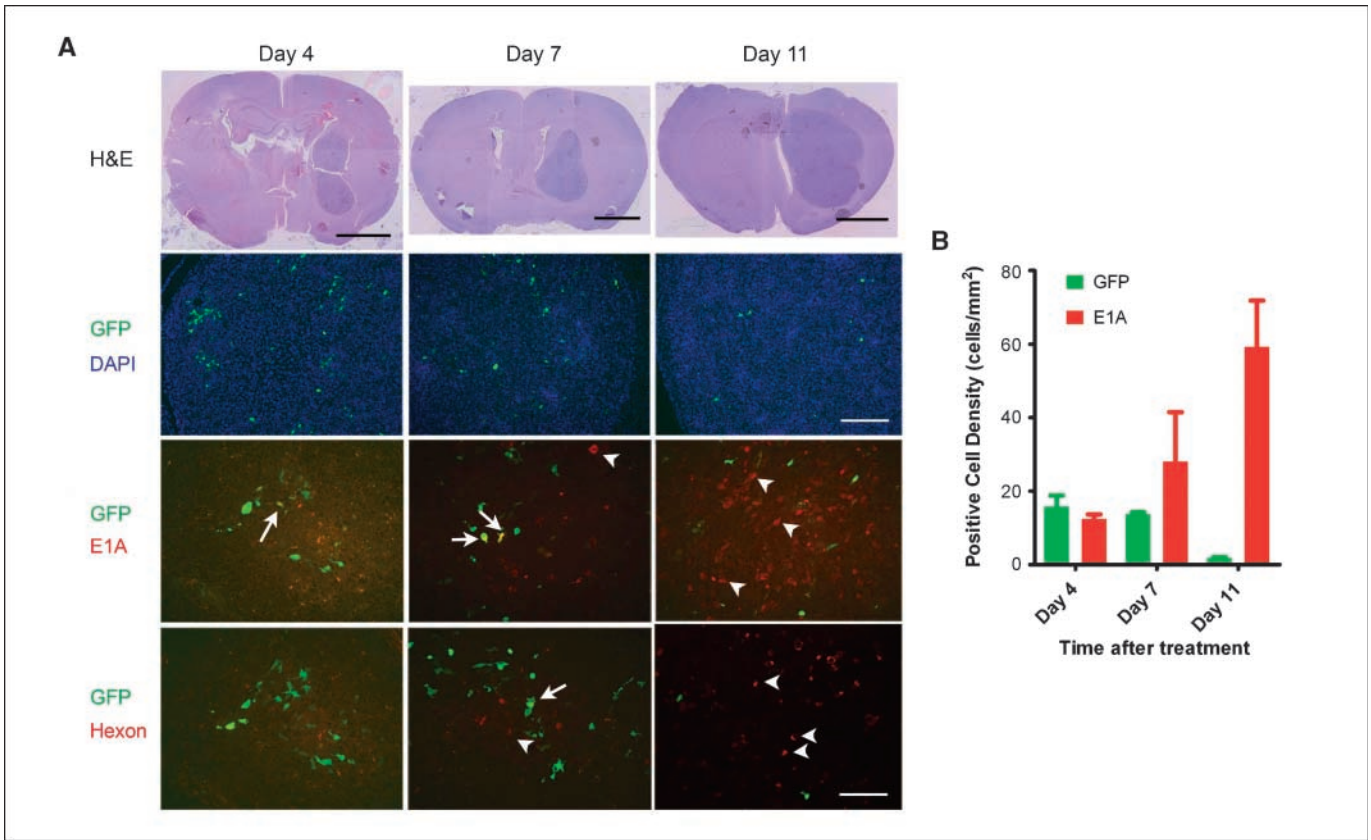 A
Day 4
Day 7
Day 11
H&E
GFP
DAPI
GFP
E1A
GFP
Hexon
B
Positive Cell Density (cells/mm²)
80
60
40
20
0
GFP
E1A
Day 4
Day 7
Day 11
Time after treatment